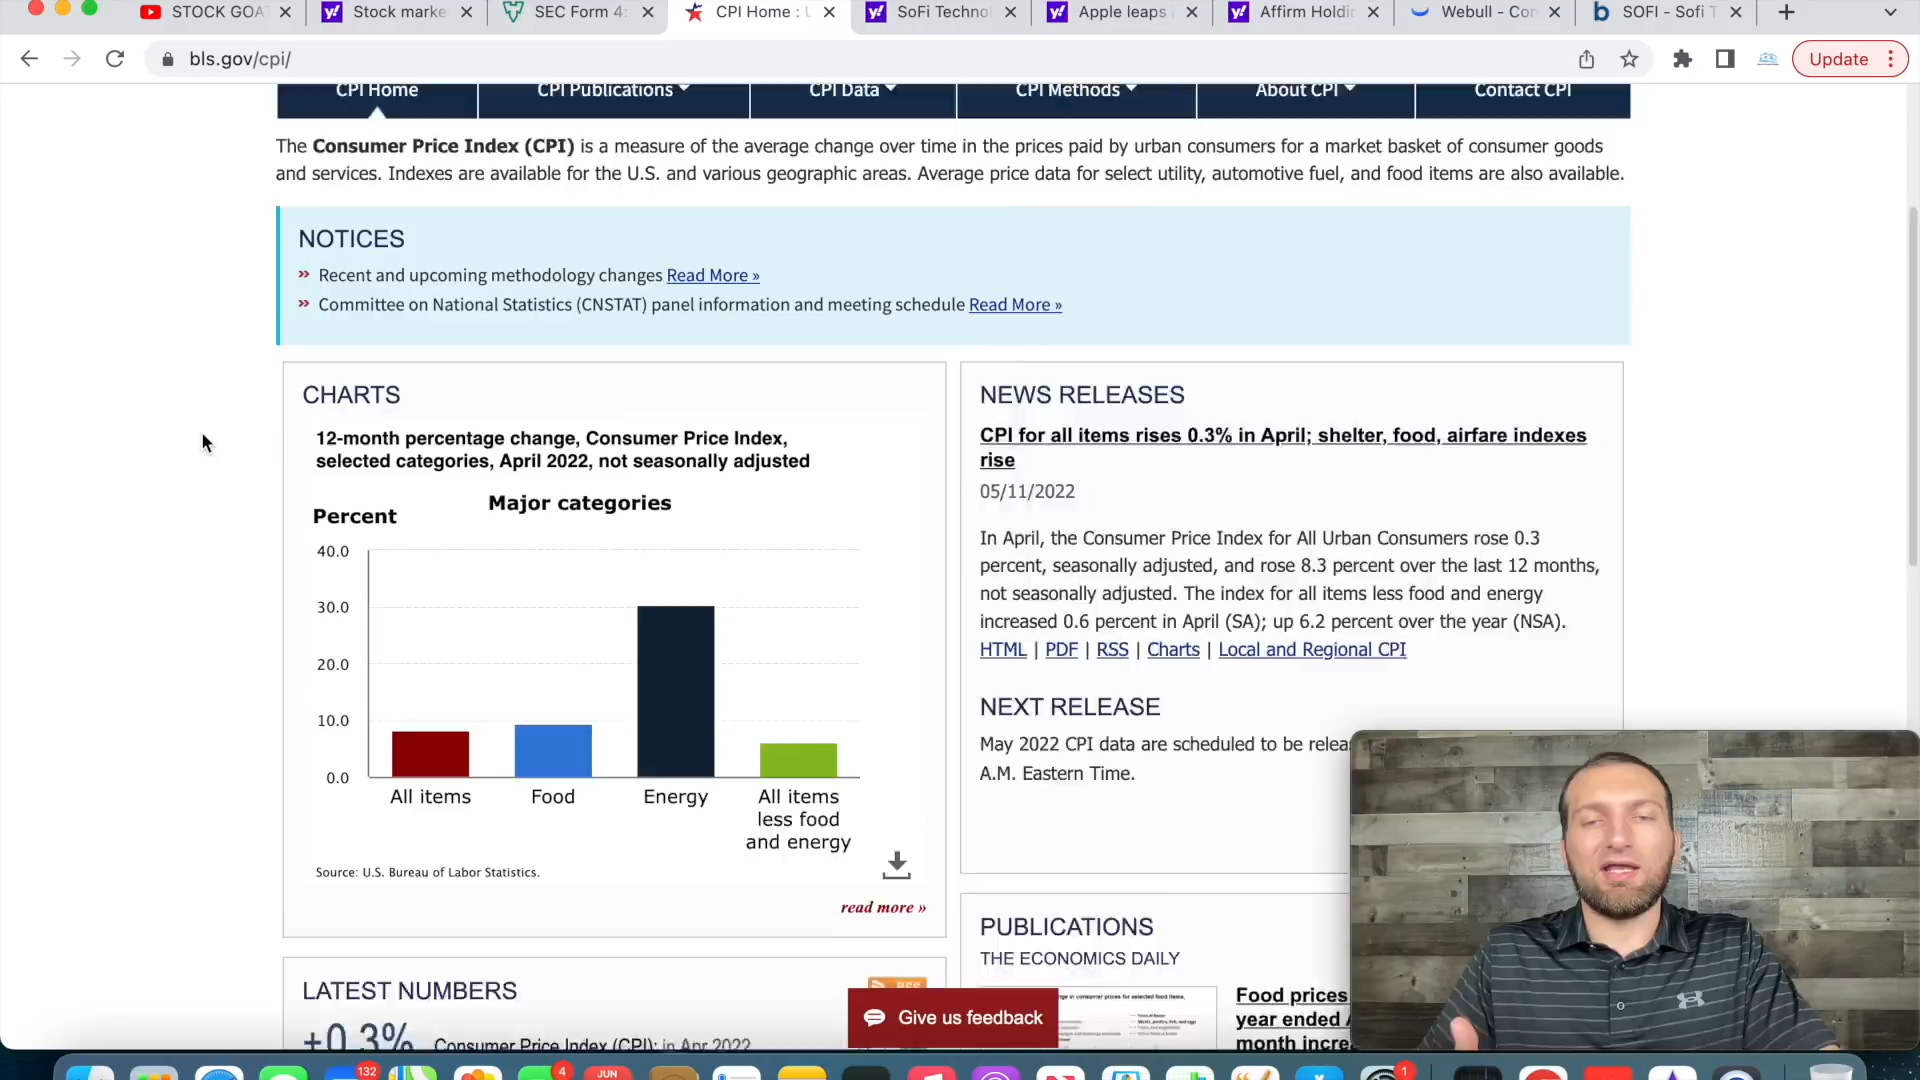 STOCK GOA
Stock marke
SEC Form 4:
CPI Home : U
SoFi Techno
Apple leaps i
Affirm Holdi
Webull - Con
SOFI - Sofi T
bls.gov/cpi/
Update
CPI Home
CPI Publications
CPI Data
CPI Methods
About CPI
Contact CPI
The Consumer Price Index (CPI) is a measure of the average change over time in the prices paid by urban consumers for a market basket of consumer goods
and services. Indexes are available for the U.S. and various geographic areas. Average price data for select utility, automotive fuel, and food items are also available.
NOTICES
» Recent and upcoming methodology changes Read More »
» Committee on National Statistics (CNSTAT) panel information and meeting schedule Read More »
CHARTS
12-month percentage change, Consumer Price Index,
selected categories, April 2022, not seasonally adjusted
Major categories
Percent
40.0
30.0
20.0
10.0
0.0
All items
Food
Energy
All items
less food
and energy
Source: U.S. Bureau of Labor Statistics.
read more »
LATEST NUMBERS
+0.3%
Consumer Price Index (CPI): in Apr 2022
NEWS RELEASES
CPI for all items rises 0.3% in April; shelter, food, airfare indexes
rise
05/11/2022
In April, the Consumer Price Index for All Urban Consumers rose 0.3
percent, seasonally adjusted, and rose 8.3 percent over the last 12 months,
not seasonally adjusted. The index for all items less food and energy
increased 0.6 percent in April (SA); up 6.2 percent over the year (NSA).
HTML | PDF | RSS | Charts | Local and Regional CPI
NEXT RELEASE
May 2022 CPI data are scheduled to be relea
A.M. Eastern Time.
PUBLICATIONS
THE ECONOMICS DAILY
Food prices
year ended A
month incre
Give us feedback
132
4
JUN
1